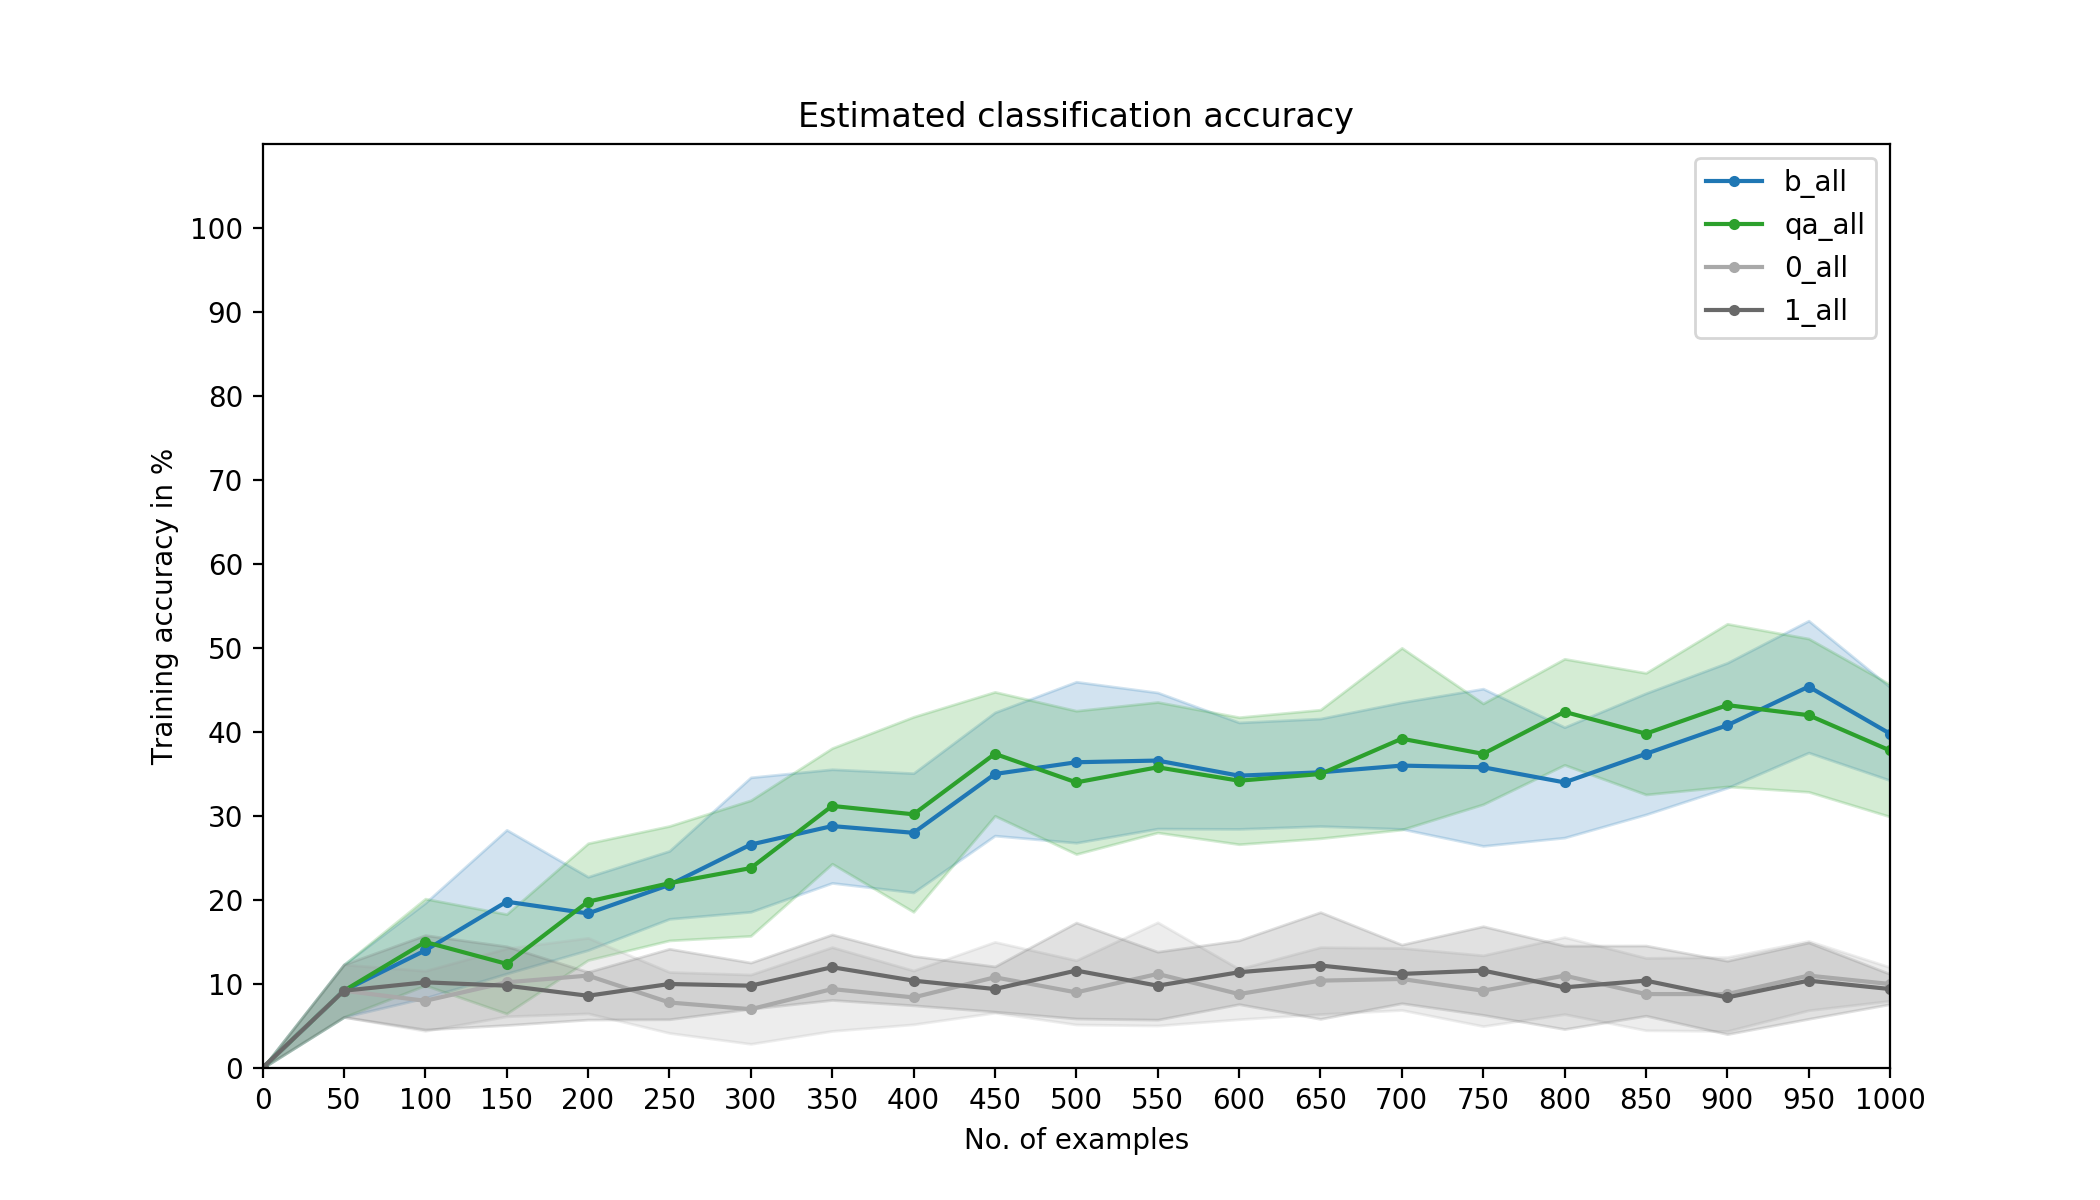 Estimated classification accuracy
b_all
qa_all
0_all
1_all
100
90
80
70
60
50
40
30
20
10
0
Training accuracy in %
0 50 100 150 200 250 300 350 400 450 500 550 600 650 700 750 800 850 900 950 1000
No. of examples